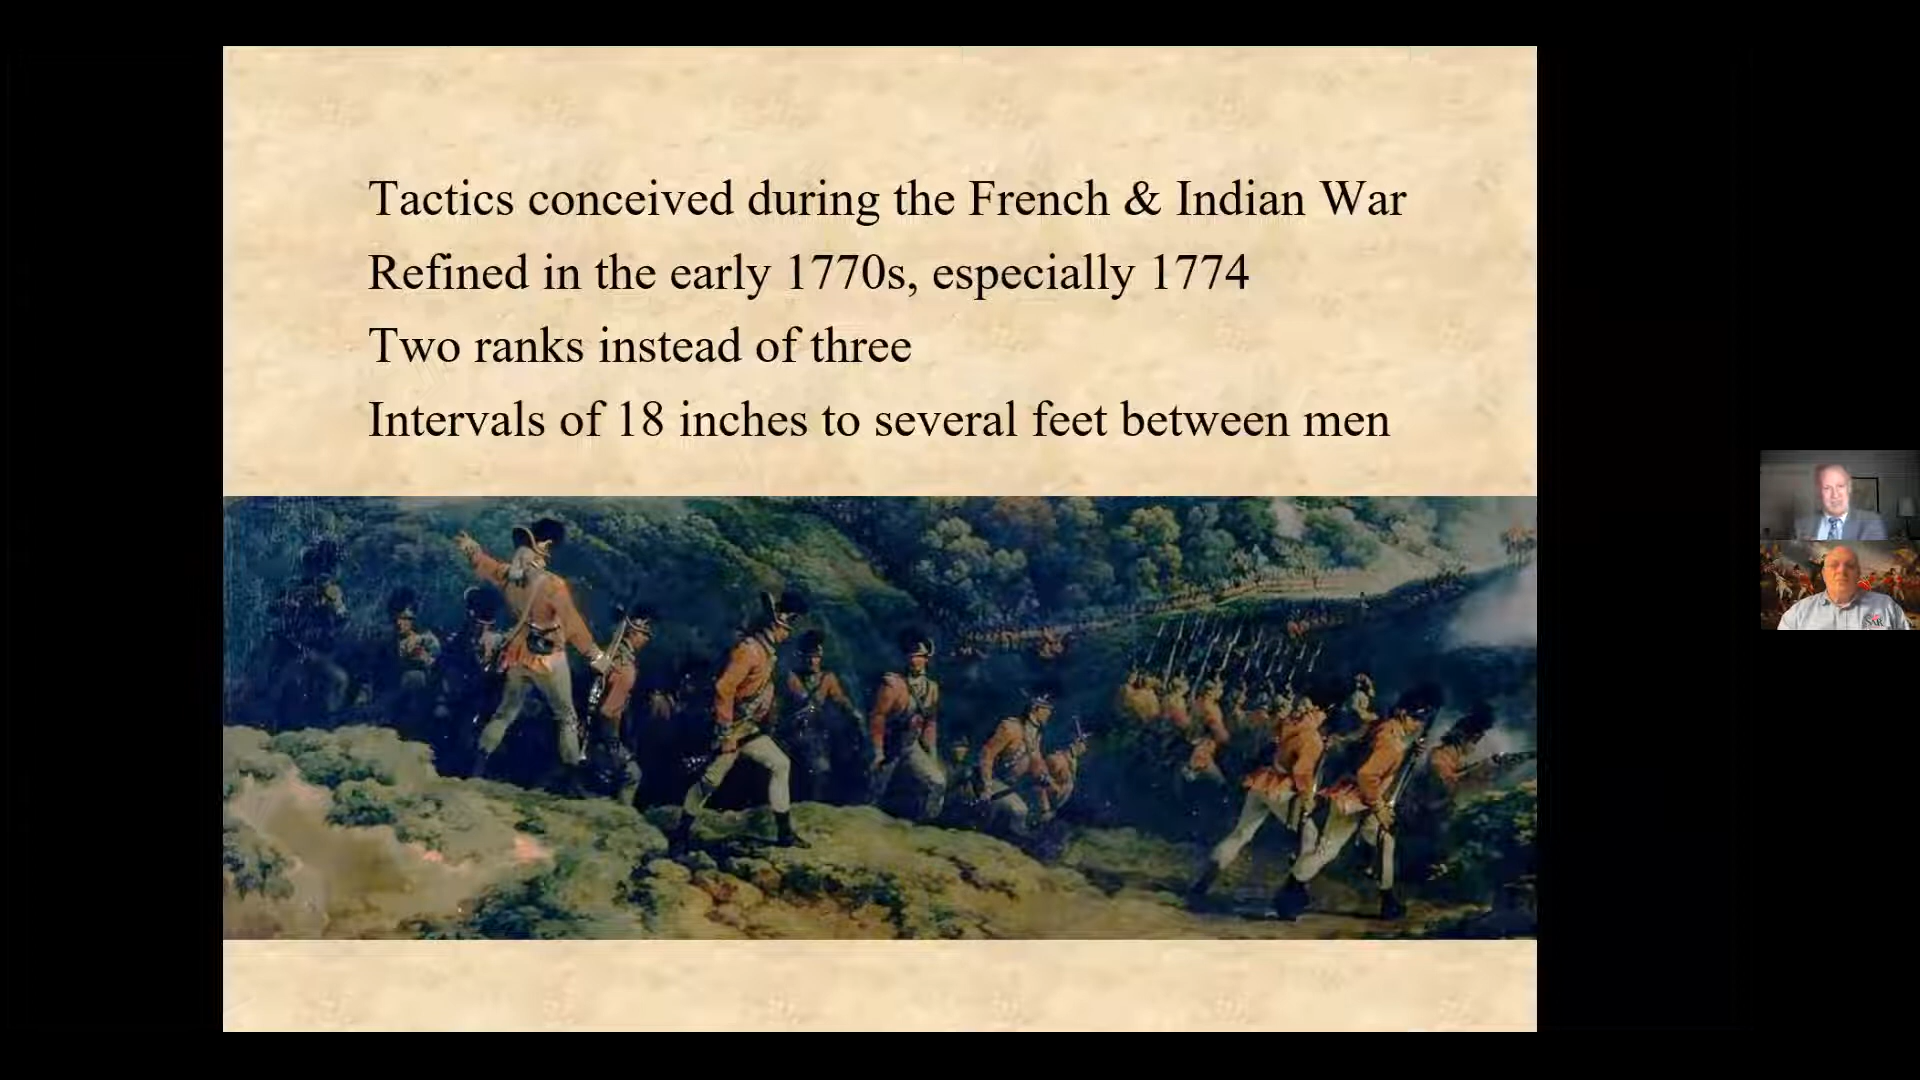 Tactics conceived during the French & Indian War
Refined in the early 1770s, especially 1774
Two ranks instead of three
Intervals of 18 inches to several feet between men
SAR